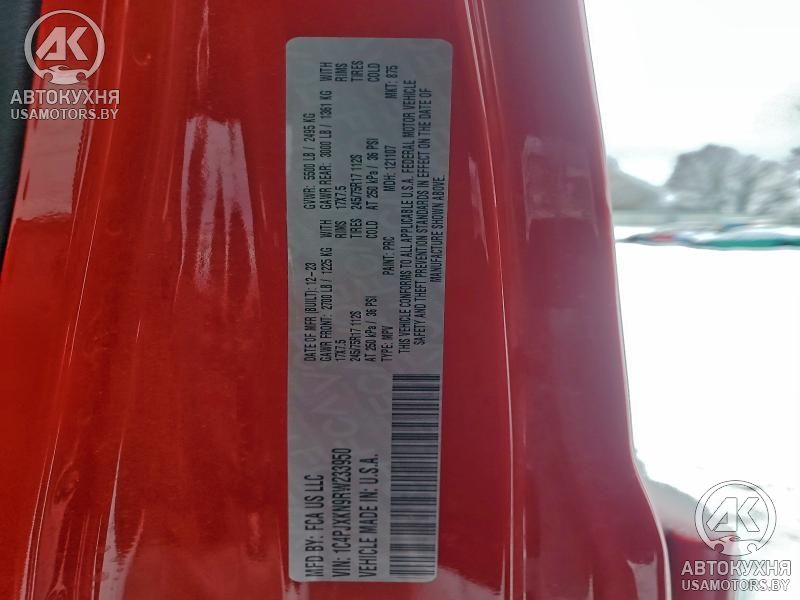 AK
АВТОКУХНЯ
USAMOTORS.BY
MFD BY: FCA US LLC
DATE OF MFR (BUILT): 12-23
GVWR: 5500 LB / 2495 KG
GAWR FRONT: 2700 LB / 1225 KG WITH
GAWR REAR: 3000 LB / 1361 KG WITH
17X7.5 RIMS
17X7.5 RIMS
245/75R17 112S TIRES
245/75R17 112S TIRES
AT 250 kPa / 36 PSI COLD
AT 250 kPa / 36 PSI COLD
VIN: 1C4PJXKN9RW233950
TYPE: MPV
PAINT: PRC
MDH: 121107
MKT: 875
VEHICLE MADE IN: U.S.A.
THIS VEHICLE CONFORMS TO ALL APPLICABLE U.S.A. FEDERAL MOTOR VEHICLE
SAFETY AND THEFT PREVENTION STANDARDS IN EFFECT ON THE DATE OF
MANUFACTURE SHOWN ABOVE.
AK
АВТОКУХНЯ
USAMOTORS.BY